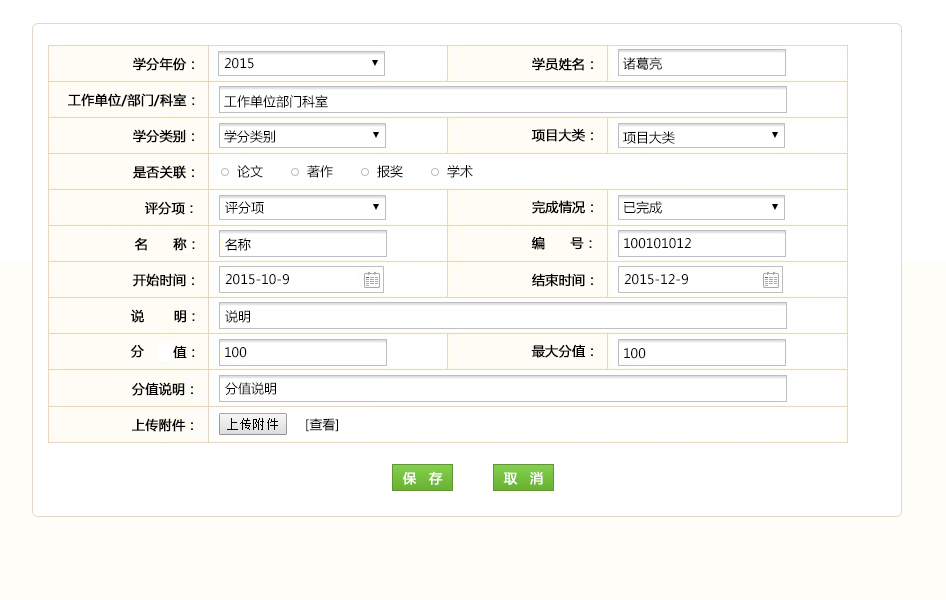 学分年份： 2015 学员姓名： 诸葛亮
工作单位/部门/科室： 工作单位部门科室
学分类别： 学分类别 项目大类： 项目大类
是否关联： 论文 著作 报奖 学术
评分项： 评分项 完成情况： 已完成
名 称： 名称 编 号： 100101012
开始时间： 2015-10-9 结束时间： 2015-12-9
说 明： 说明
分 值： 100 最大分值： 100
分值说明： 分值说明
上传附件： 上传附件 [查看]
保 存 取 消